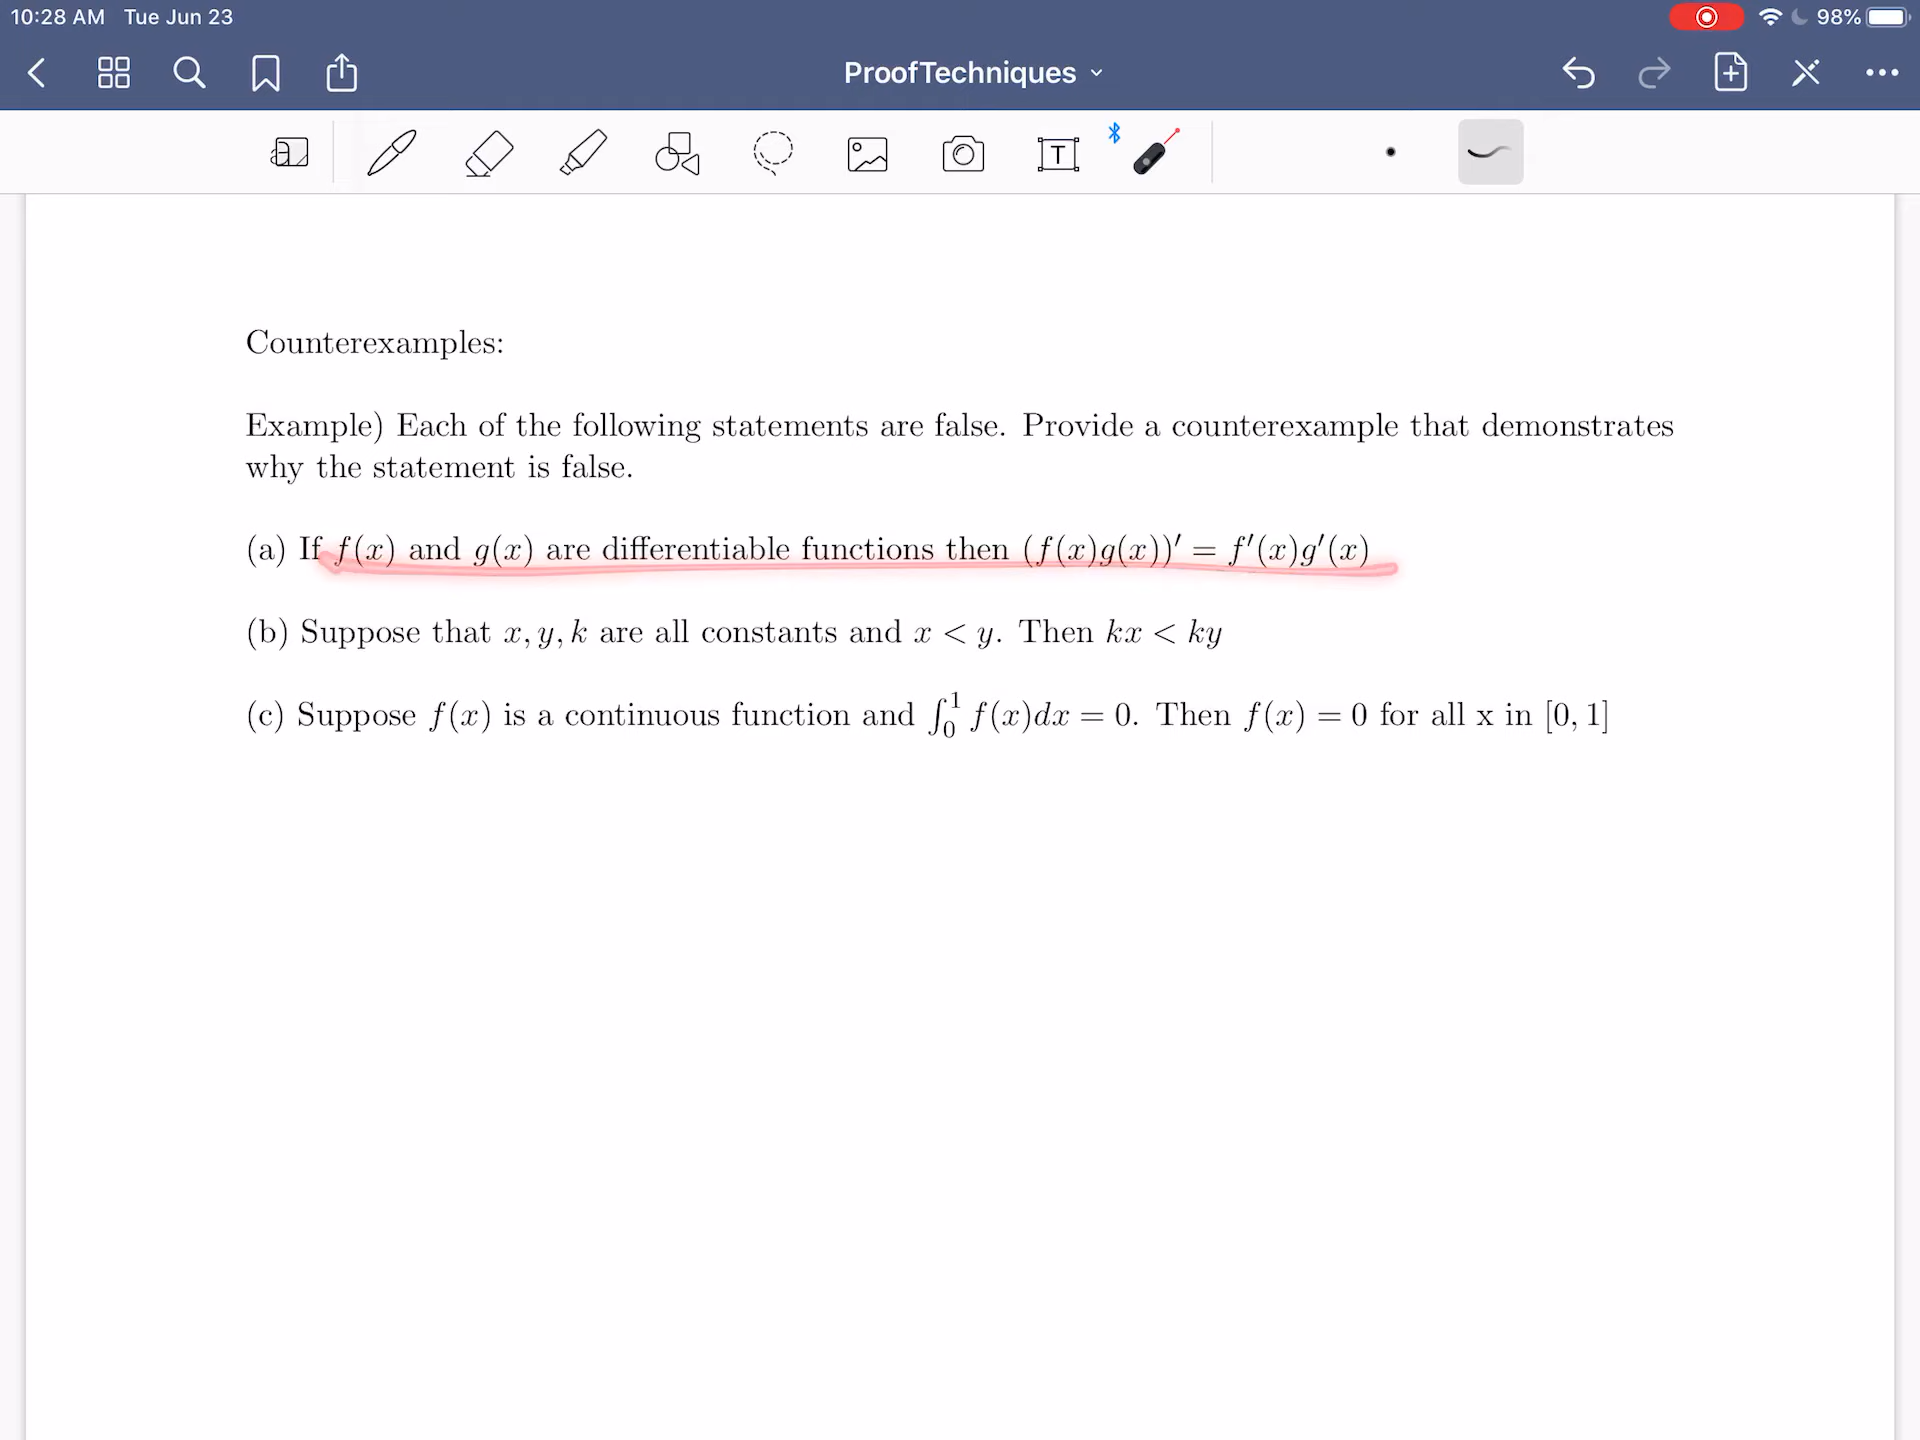 10:28 AM Tue Jun 23
98%
ProofTechniques
a
T
Counterexamples:
Example) Each of the following statements are false. Provide a counterexample that demonstrates
why the statement is false.
(a) If f(x) and g(x) are differentiable functions then (f(x)g(x))′ = f′(x)g′(x)
(b) Suppose that x, y, k are all constants and x < y. Then kx < ky
(c) Suppose f(x) is a continuous function and ∫₀¹ f(x)dx = 0. Then f(x) = 0 for all x in [0, 1]